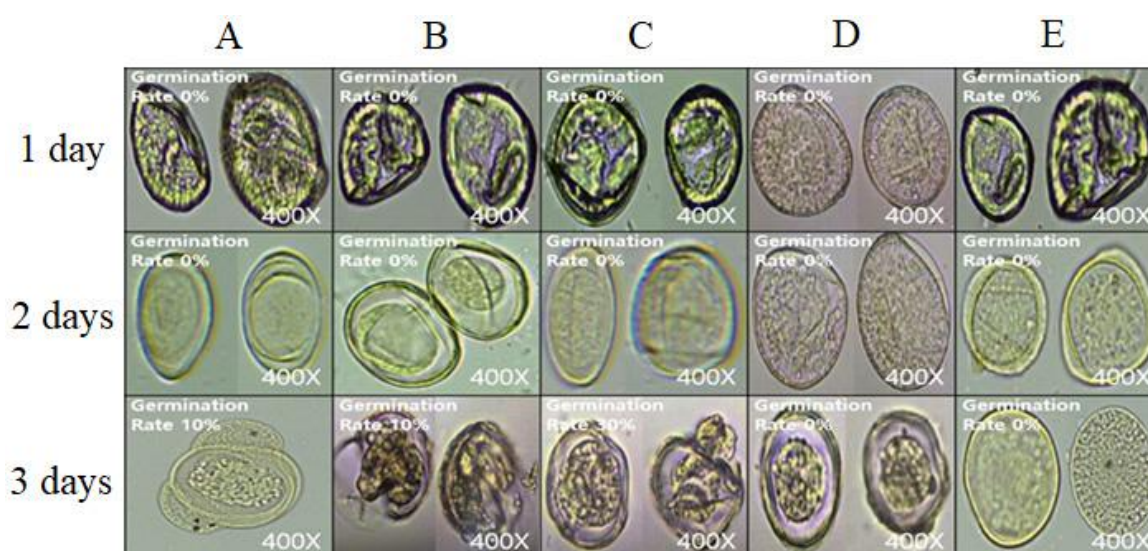 A B C D E
1 day
Germination Germination Germination Germination Germination
Rate 0% Rate 0% Rate 0% Rate 0% Rate 0%
400X 400X 400X 400X 400X 400X 400X
2 days
Germination Germination Germination Germination Germination
Rate 0% Rate 0% Rate 0% Rate 0% Rate 0%
400X 400X 400X 400X 400X
3 days
Germination Germination Germination Germination Germination
Rate 10% Rate 10% Rate 30% Rate 0% Rate 0%
400X 400X 400X 400X 400X